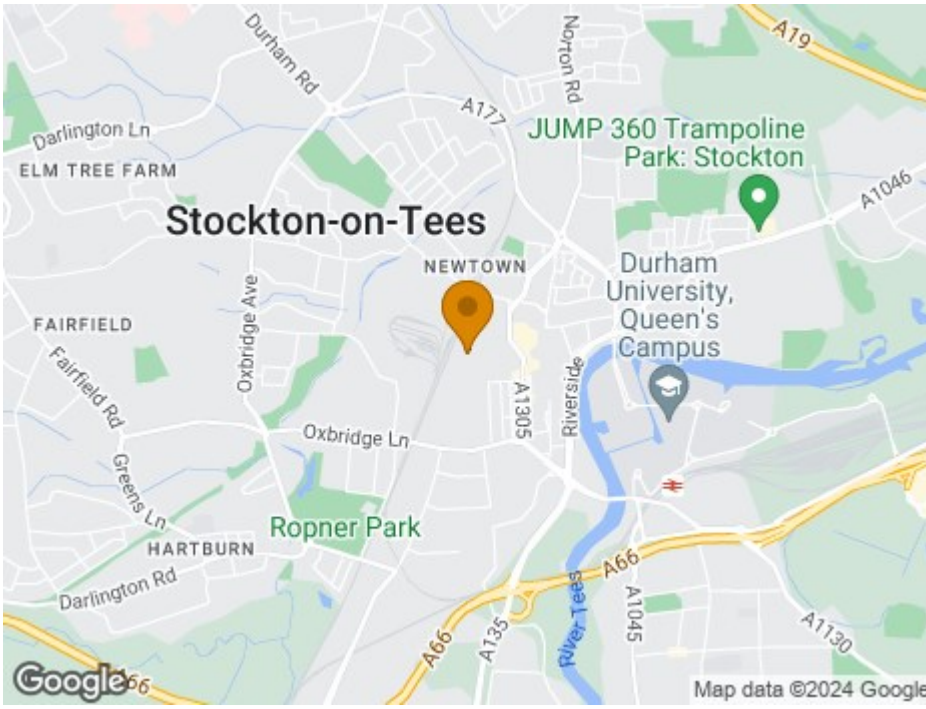 A19
Durham Rd
Norton Rd
A177
Darlington Ln
JUMP 360 Trampoline
Park: Stockton
ELM TREE FARM
A1046
Stockton-on-Tees
NEWTOWN
Durham
University,
Queen's
Campus
Oxbridge Ave
FAIRFIELD
Fairfield Rd
A1305
Riverside
Oxbridge Ln
Greens Ln
Ropner Park
HARTBURN
Darlington Rd
A66
River Tees
A1045
A1130
A135
A66
A66
Google
Map data ©2024 Google